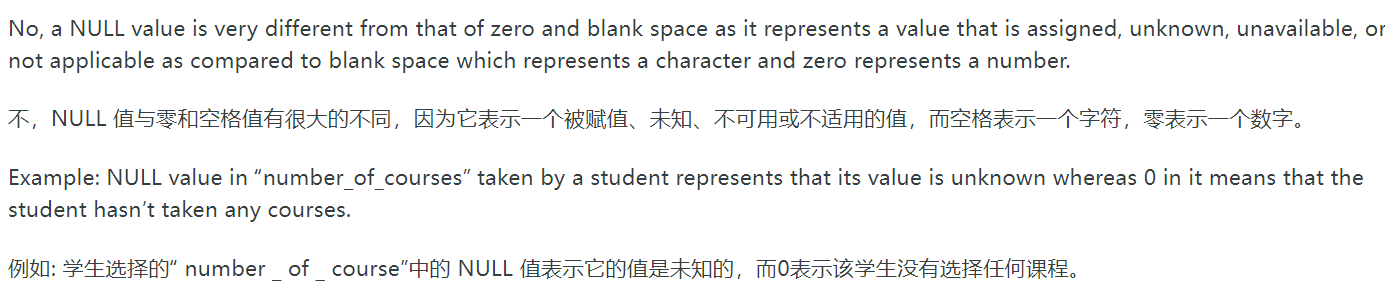 No, a NULL value is very different from that of zero and blank space as it represents a value that is assigned, unknown, unavailable, or
not applicable as compared to blank space which represents a character and zero represents a number.
不，NULL 值与零和空格值有很大的不同，因为它表示一个被赋值、未知、不可用或不适用的值，而空格表示一个字符，零表示一个数字。
Example: NULL value in “number_of_courses” taken by a student represents that its value is unknown whereas 0 in it means that the
student hasn’t taken any courses.
例如: 学生选择的“ number _ of _ course”中的 NULL 值表示它的值是未知的，而0表示该学生没有选择任何课程。